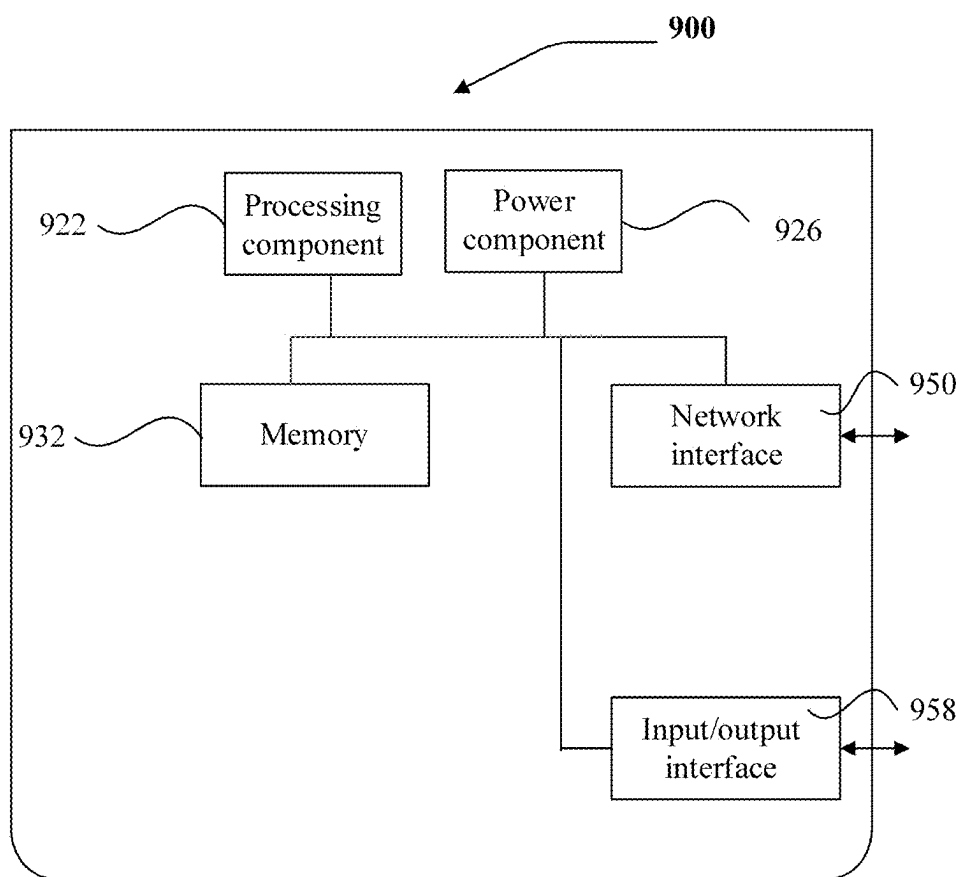 900
Processing
component
922
Power
component
926
Memory
932
Network
interface
950
Input/output
interface
958